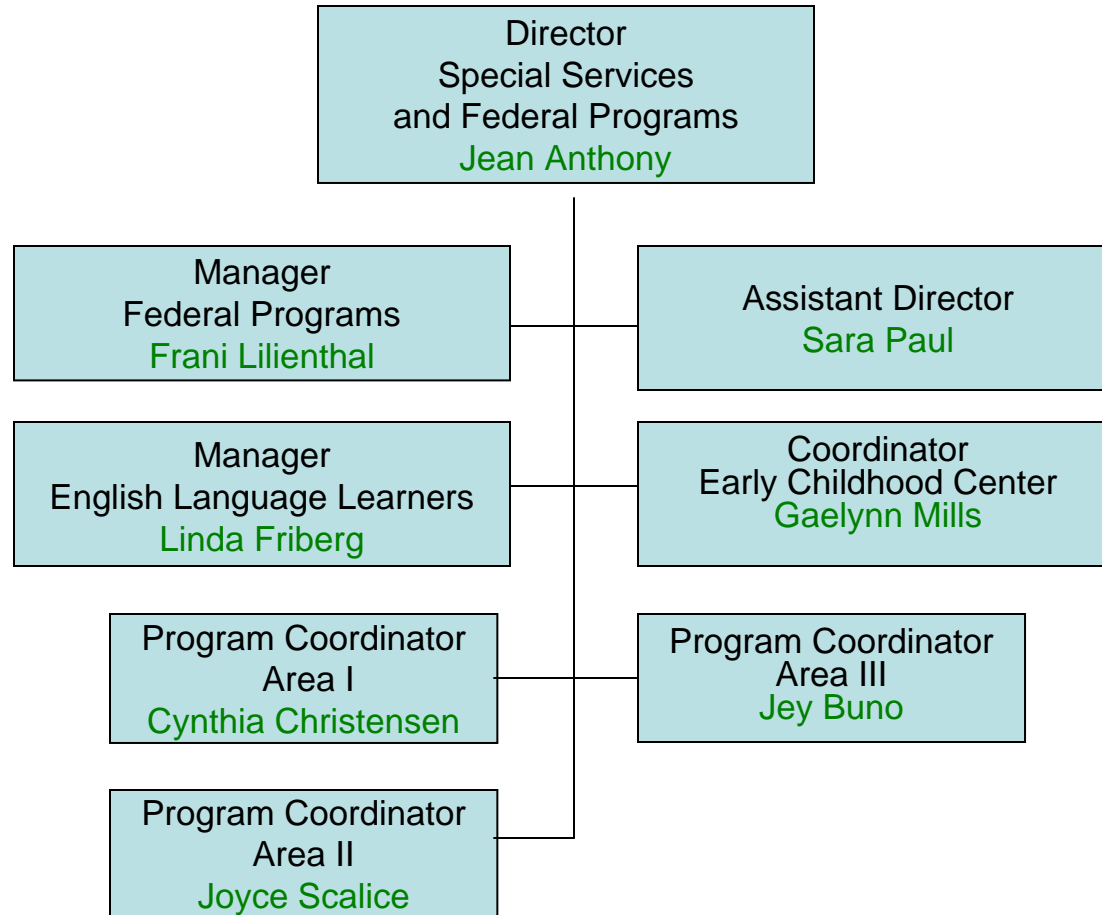 Director
Special Services
and Federal Programs
Jean Anthony
Manager
Federal Programs
Frani Lilienthal
Assistant Director
Sara Paul
Manager
English Language Learners
Linda Friberg
Coordinator
Early Childhood Center
Gaelynn Mills
Program Coordinator
Area I
Cynthia Christensen
Program Coordinator
Area III
Jey Buno
Program Coordinator
Area II
Joyce Scalice